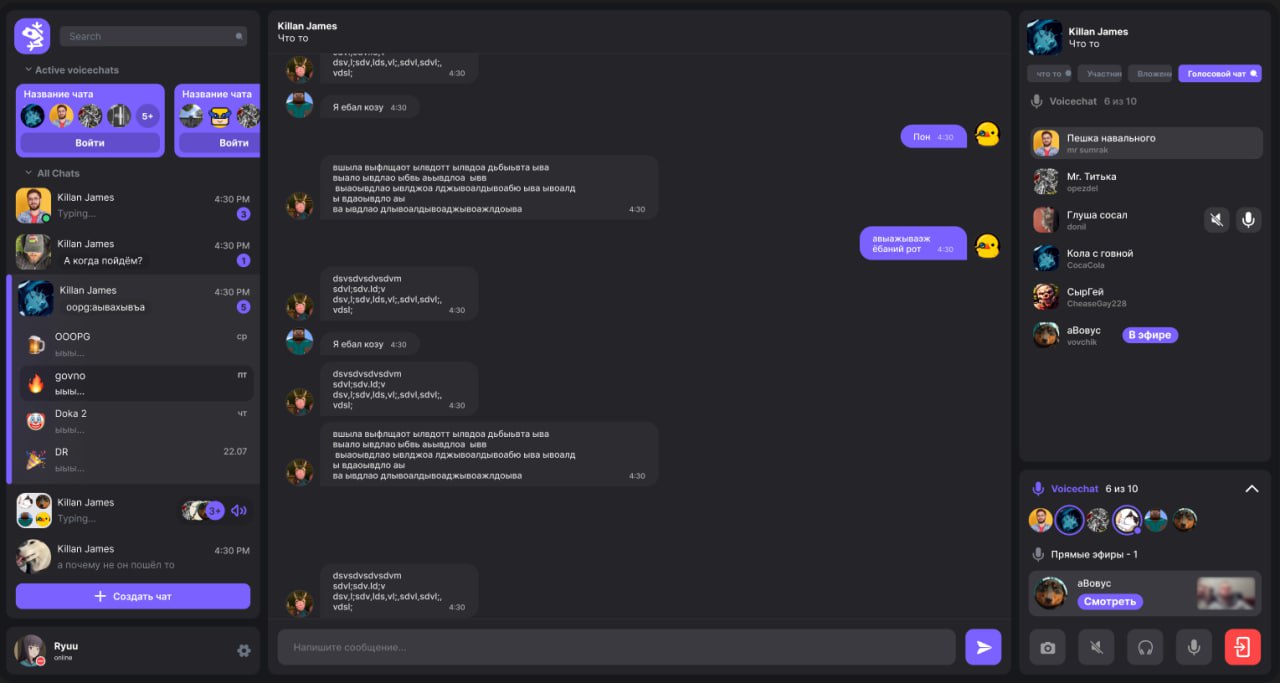 Search
Active voicechats
Название чата
5+
Войти
Название чата
Войти
All Chats
Killan James
4:30 PM
Typing...
3
Killan James
4:30 PM
А когда пойдём?
1
Killan James
4:30 PM
oopg:аывахывъа
5
OOOPG
ср
ыыы...
govno
пт
ыыы...
Doka 2
чт
ыыы...
DR
22.07
ыыы...
Killan James
Typing...
3+
Killan James
4:30 PM
а почему не он пошёл то
Создать чат
Ryuu
online
Killan James
Что то
dsv,l;sdv,lds,vl;,sdvl,sdvl;,
vdsl;
4:30
Я ебал козу 4:30
Пон 4:30
вшыла выфлщаот ылвдотт ылвдоа дьбыьвта ыва
выало ывдлао ыбвь аьывдлоа ывв
выаоывдлао ывлджоа лджывоалдывоабю ыва ывоалд
ы вдаоывдло аы
ва ывдлао длывоалдывоаджывоажлдоыва
4:30
авыажываэж
ёбаний рот 4:30
dsvsdvsdvsdvm
sdvl;sdv.ld;v
dsv,l;sdv,lds,vl;,sdvl,sdvl;,
vdsl;
4:30
Я ебал козу 4:30
dsvsdvsdvsdvm
sdvl;sdv.ld;v
dsv,l;sdv,lds,vl;,sdvl,sdvl;,
vdsl;
4:30
вшыла выфлщаот ылвдотт ылвдоа дьбыьвта ыва
выало ывдлао ыбвь аьывдлоа ывв
выаоывдлао ывлджоа лджывоалдывоабю ыва ывоалд
ы вдаоывдло аы
ва ывдлао длывоалдывоаджывоажлдоыва
4:30
dsvsdvsdvsdvm
sdvl;sdv.ld;v
dsv,l;sdv,lds,vl;,sdvl,sdvl;,
vdsl;
4:30
Напишите сообщение...
Killan James
Что то
что то
Участни
Вложени
Голосовой чат
Voicechat 6 из 10
Пешка навального
mr sumrak
Mr. Титька
opezdel
Глуша сосал
donil
Кола с говной
CocaCola
СырГей
CheaseGay228
аВовус
vovchik
В эфире
Voicechat 6 из 10
Прямые эфиры - 1
аВовус
Смотреть